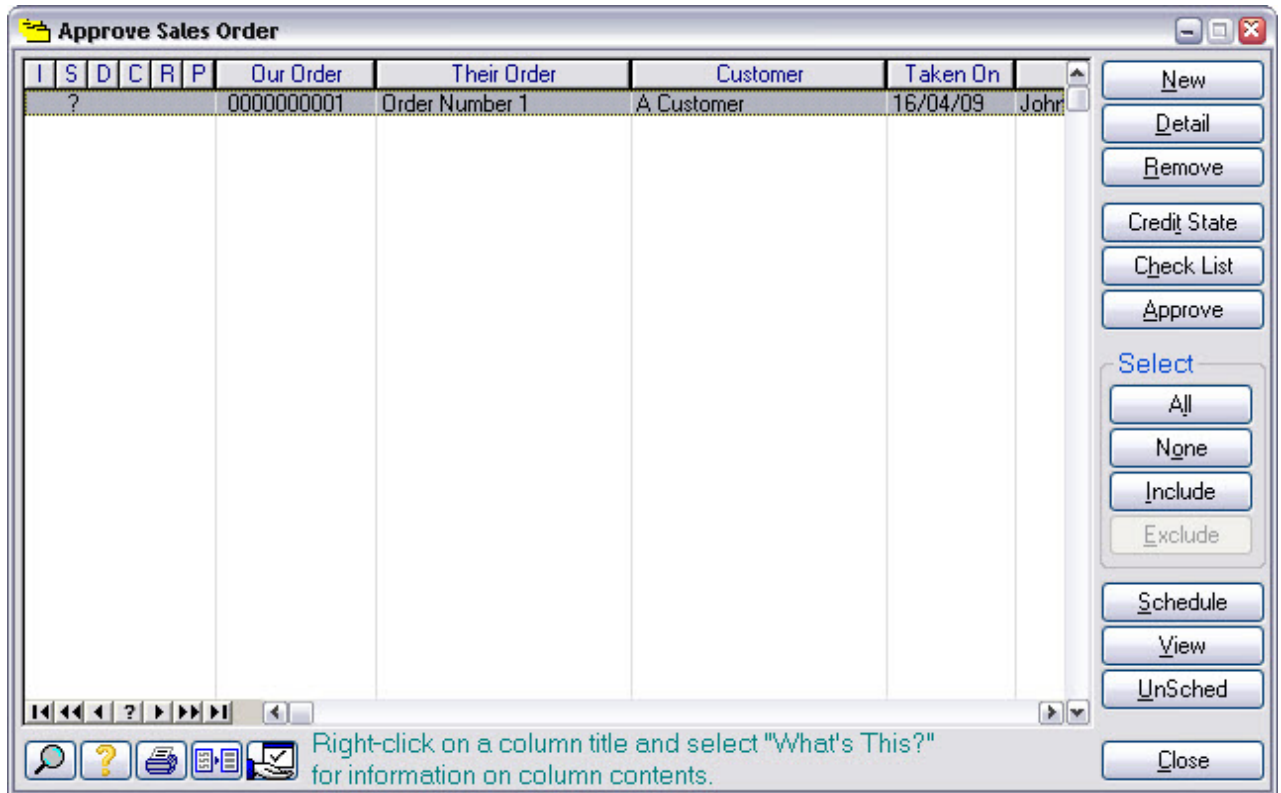 Approve Sales Order
I S D C R P Our Order Their Order Customer Taken On
? 0000000001 Order Number 1 A Customer 16/04/09 John
New
Detail
Remove
Credit State
Check List
Approve
Select
All
None
Include
Exclude
Schedule
View
UnSched
?
?
Right-click on a column title and select "What's This?"
for information on column contents.
Close